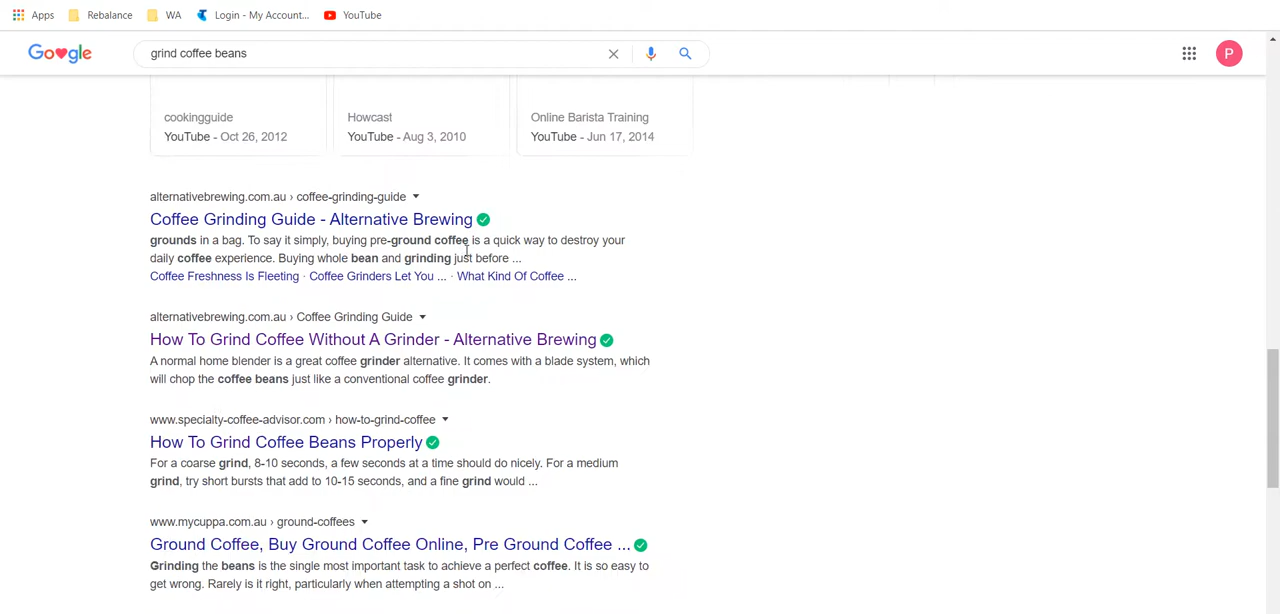 Apps Rebalance WA Login - My Account... YouTube
Google grind coffee beans P
cookingguide Howcast Online Barista Training
YouTube - Oct 26, 2012 YouTube - Aug 3, 2010 YouTube - Jun 17, 2014
alternativebrewing.com.au › coffee-grinding-guide
Coffee Grinding Guide - Alternative Brewing
grounds in a bag. To say it simply, buying pre-ground coffee is a quick way to destroy your
daily coffee experience. Buying whole bean and grinding just before ...
Coffee Freshness Is Fleeting · Coffee Grinders Let You ... · What Kind Of Coffee ...
alternativebrewing.com.au › Coffee Grinding Guide
How To Grind Coffee Without A Grinder - Alternative Brewing
A normal home blender is a great coffee grinder alternative. It comes with a blade system, which
will chop the coffee beans just like a conventional coffee grinder.
www.specialty-coffee-advisor.com › how-to-grind-coffee
How To Grind Coffee Beans Properly
For a coarse grind, 8-10 seconds, a few seconds at a time should do nicely. For a medium
grind, try short bursts that add to 10-15 seconds, and a fine grind would ...
www.mycuppa.com.au › ground-coffees
Ground Coffee, Buy Ground Coffee Online, Pre Ground Coffee ...
Grinding the beans is the single most important task to achieve a perfect coffee. It is so easy to
get wrong. Rarely is it right, particularly when attempting a shot on ...